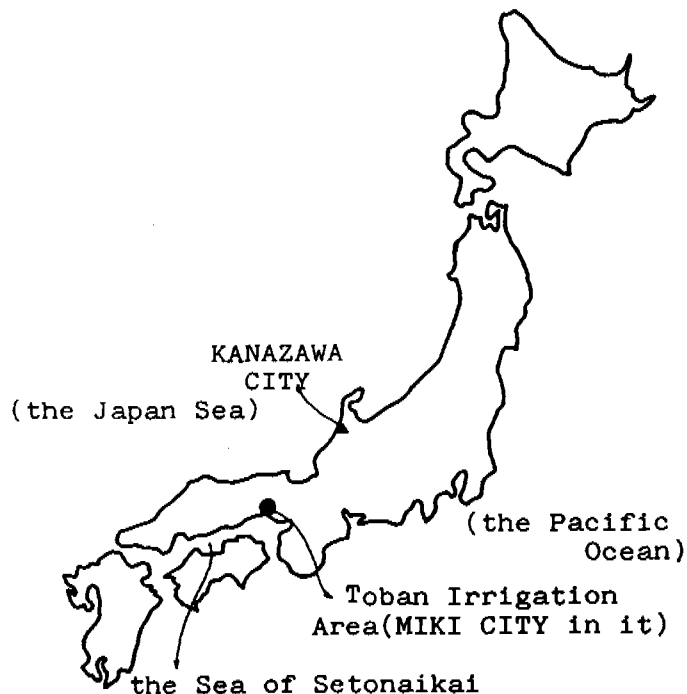 KANAZAWA
CITY
(the Japan Sea)
(the Pacific
Ocean)
Toban Irrigation
Area(MIKI CITY in it)
the Sea of Setonaikai